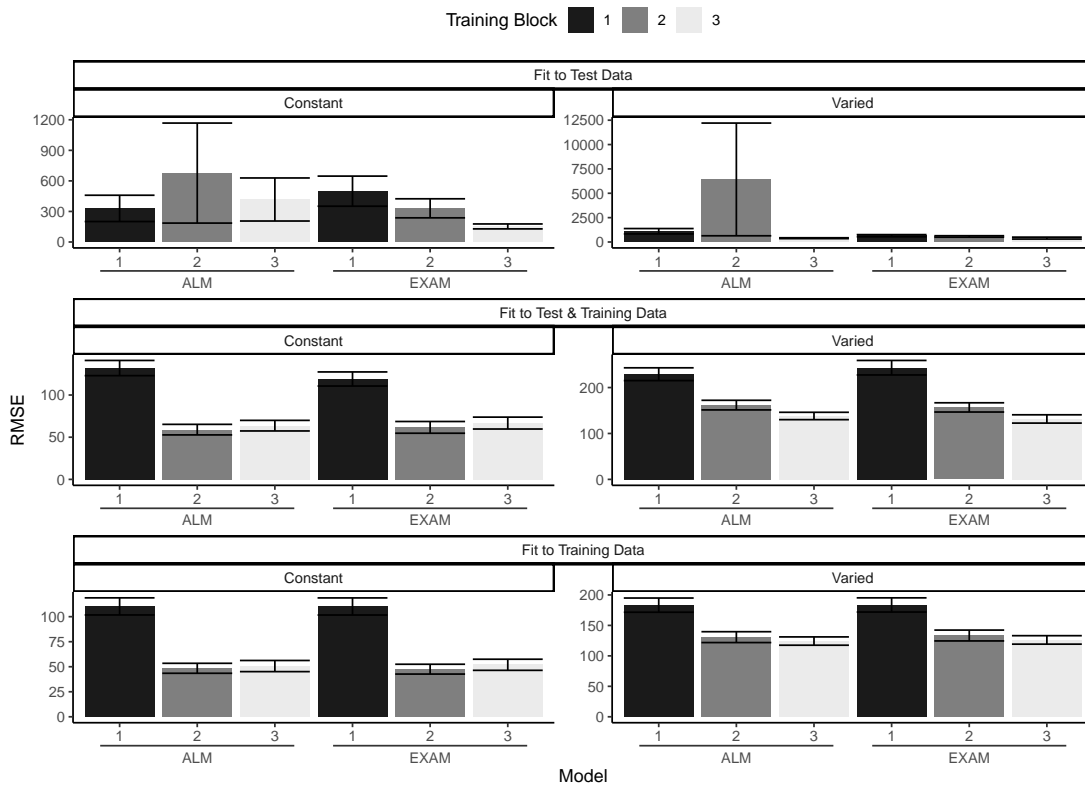 Training Block 1 2 3
Fit to Test Data
Constant Varied
1200 12500
900 10000
600 7500
300 5000
0 2500
0
1 2 3 1 2 3 1 2 3 1 2 3
ALM EXAM ALM EXAM
Fit to Test & Training Data
Constant Varied
100 200
50 100
0 0
1 2 3 1 2 3 1 2 3 1 2 3
ALM EXAM ALM EXAM
Fit to Training Data
Constant Varied
100 200
75 150
50 100
25 50
0 0
1 2 3 1 2 3 1 2 3 1 2 3
ALM EXAM ALM EXAM
RMSE
Model